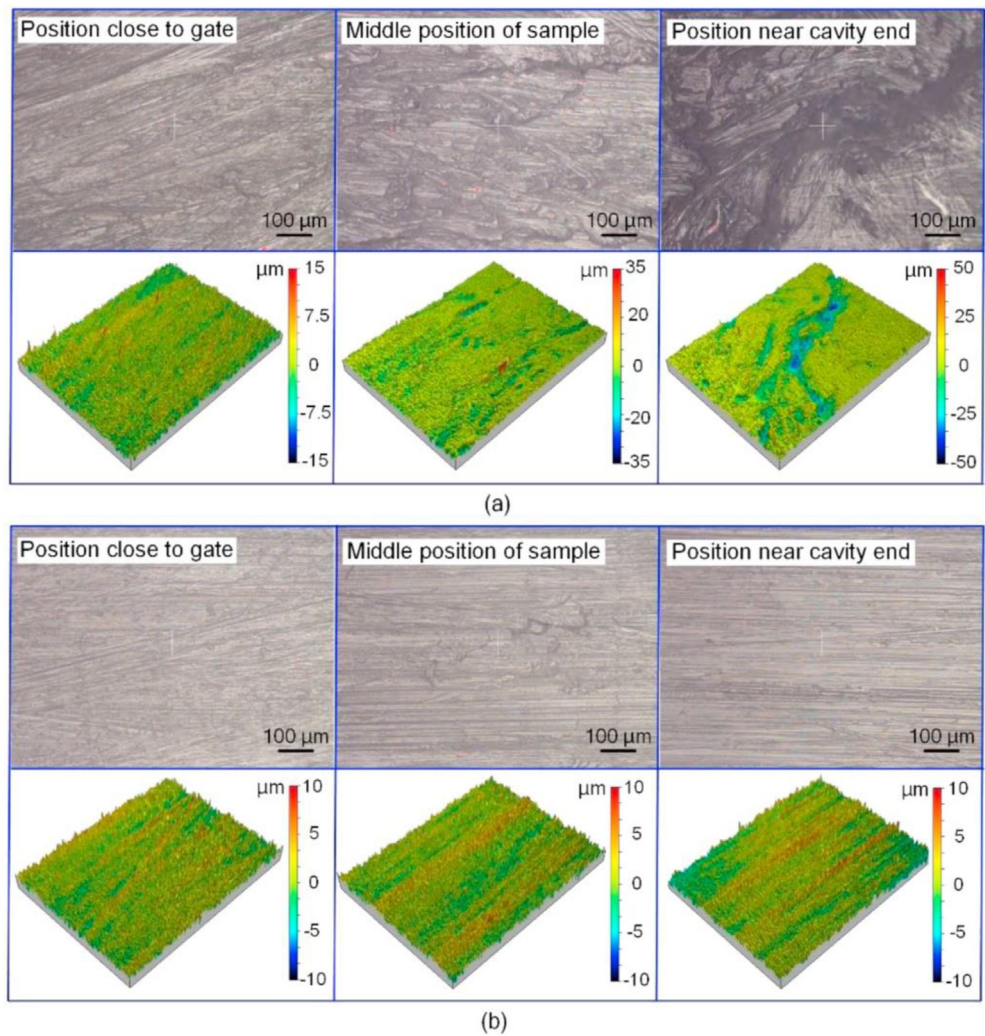 Position close to gate
Middle position of sample
Position near cavity end
100 µm
100 µm
100 µm
µm 15
7.5
0
-7.5
-15
µm 35
20
0
-20
-35
µm 50
25
0
-25
-50
(a)
Position close to gate
Middle position of sample
Position near cavity end
100 µm
100 µm
100 µm
µm 10
5
0
-5
-10
µm 10
5
0
-5
-10
µm 10
5
0
-5
-10
(b)